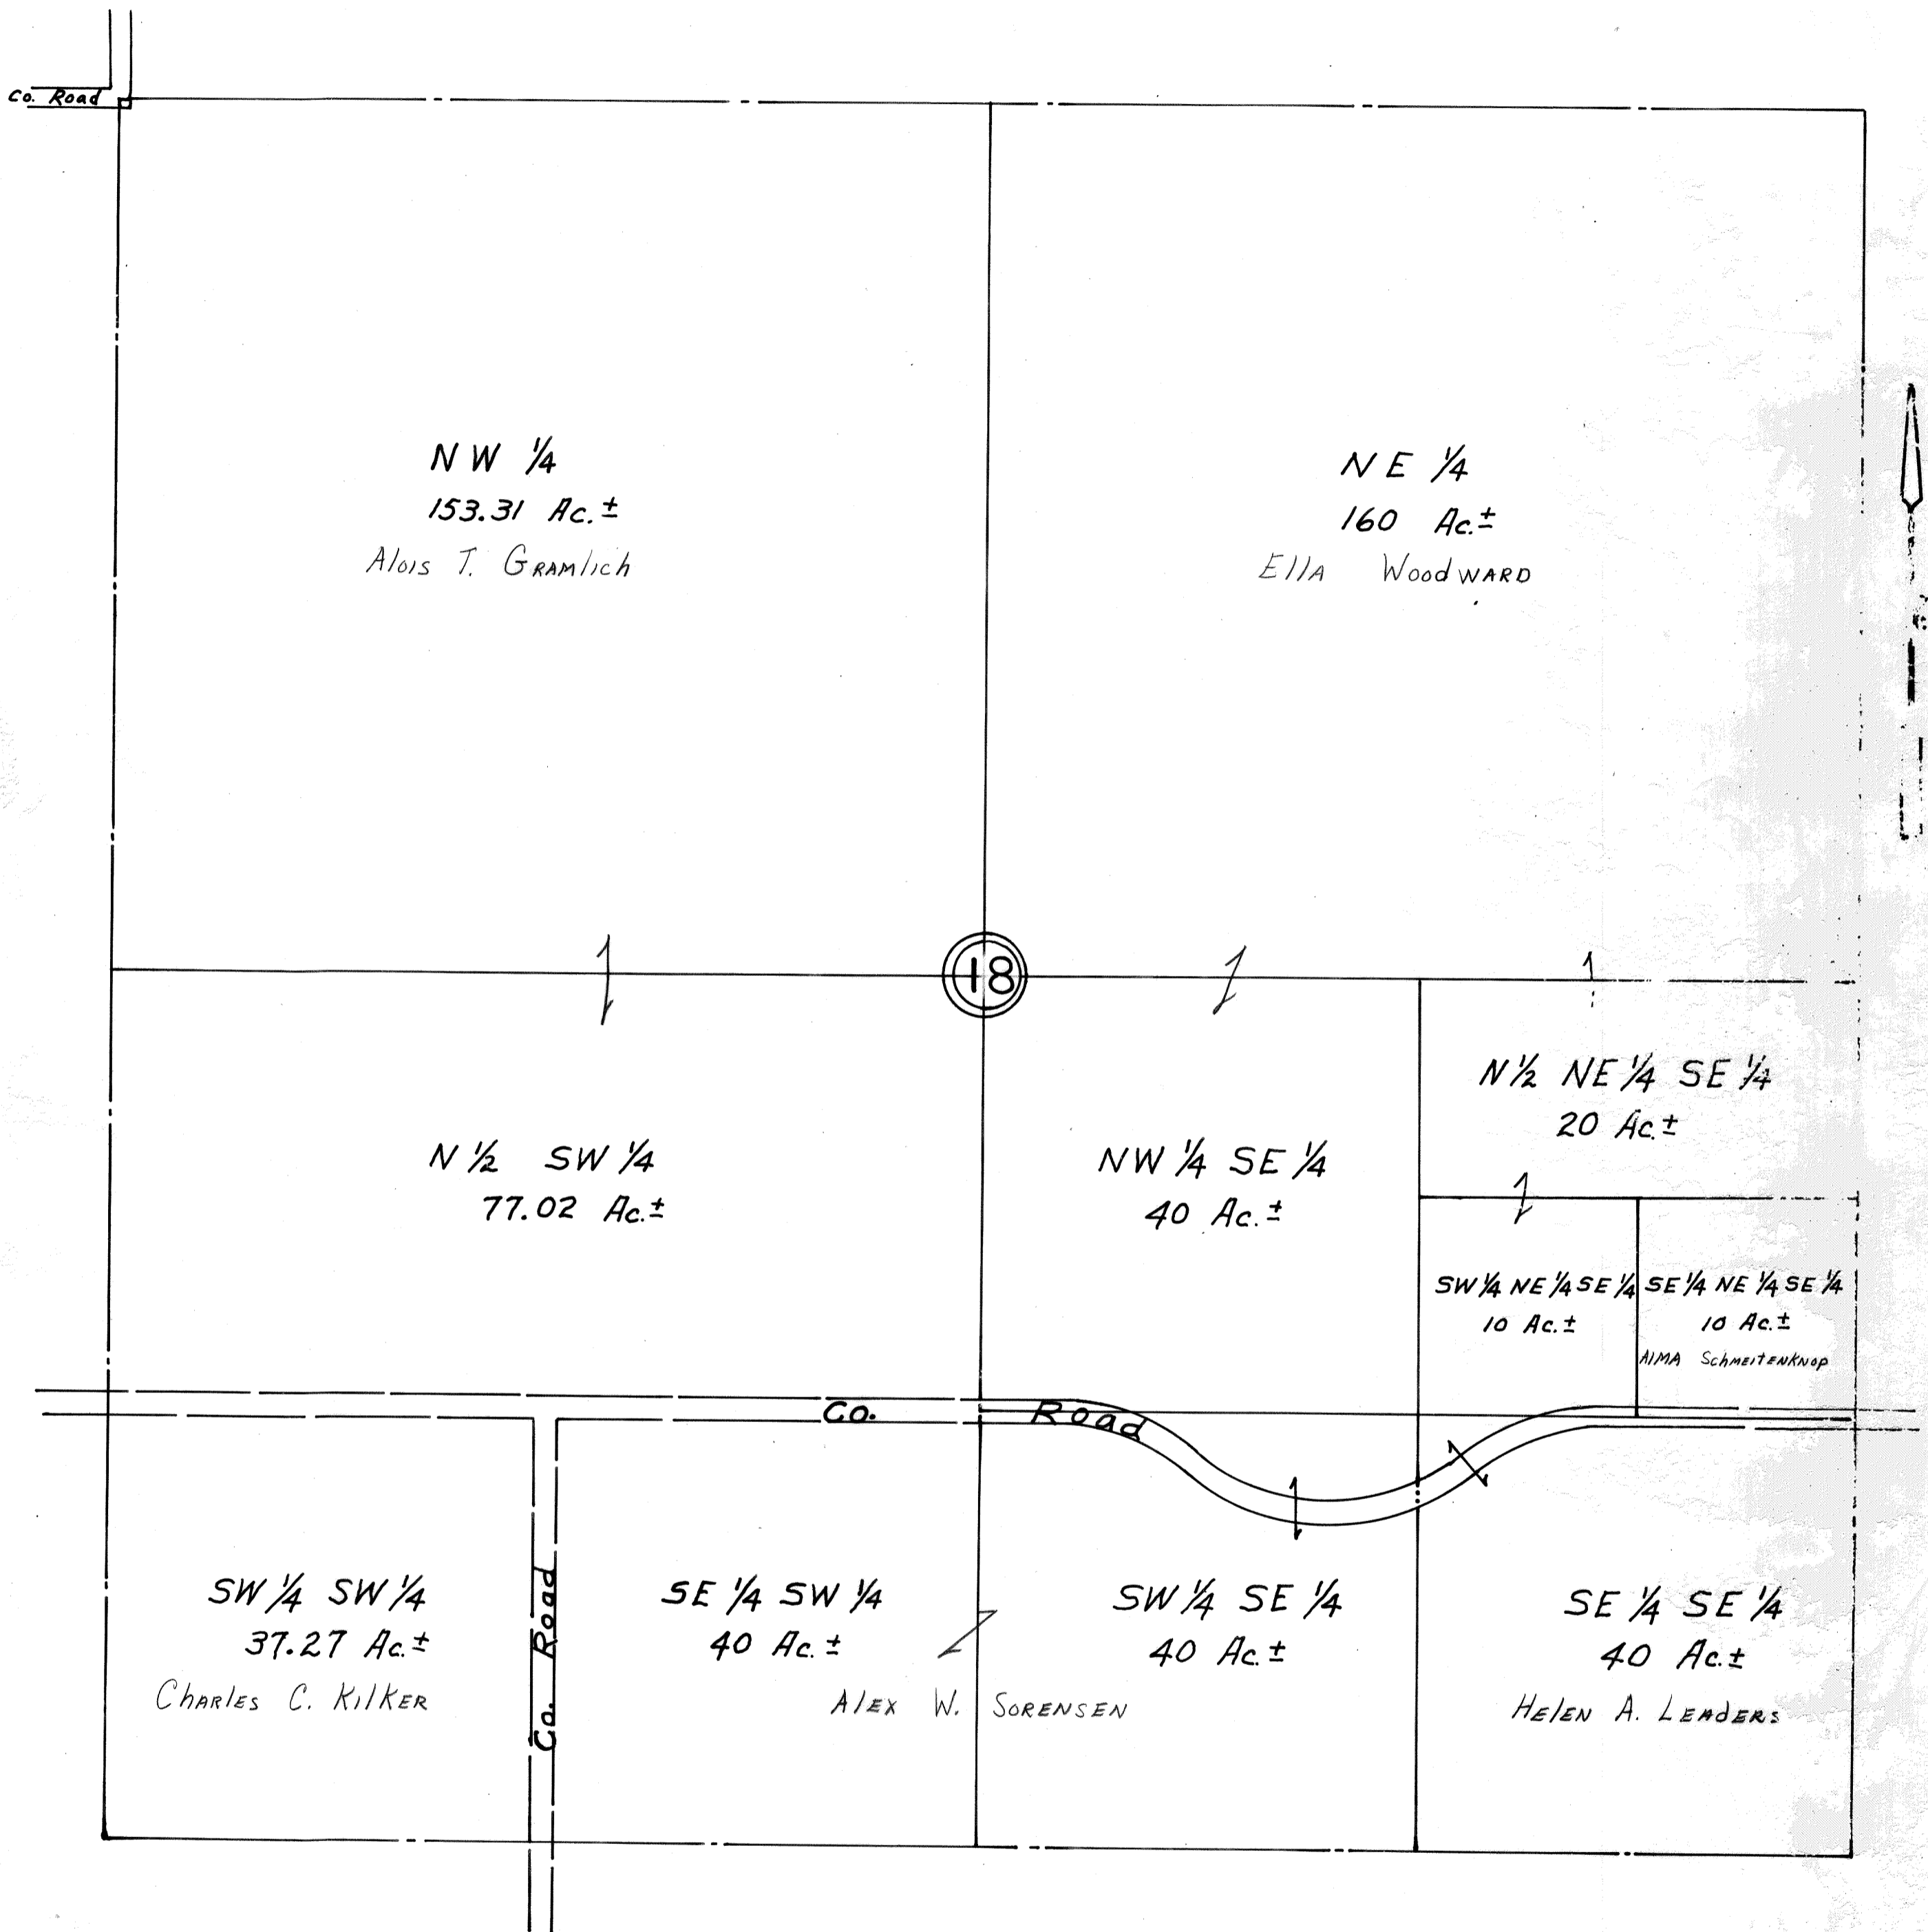 Co. Road
NW 1/4
153.31 Ac.±
Alois T. Gramlich
NE 1/4
160 Ac.±
Ella Woodward
18
N 1/2 SW 1/4
77.02 Ac.±
NW 1/4 SE 1/4
40 Ac.±
N 1/2 NE 1/4 SE 1/4
20 Ac.±
SW 1/4 NE 1/4 SE 1/4
10 Ac.±
SE 1/4 NE 1/4 SE 1/4
10 Ac.±
Alma Schmeitenknop
Co. Road
SW 1/4 SW 1/4
37.27 Ac.±
Charles C. Kilker
Co. Road
SE 1/4 SW 1/4
40 Ac.±
SW 1/4 SE 1/4
40 Ac.±
Alex W. Sorensen
SE 1/4 SE 1/4
40 Ac.±
Helen A. Leaders